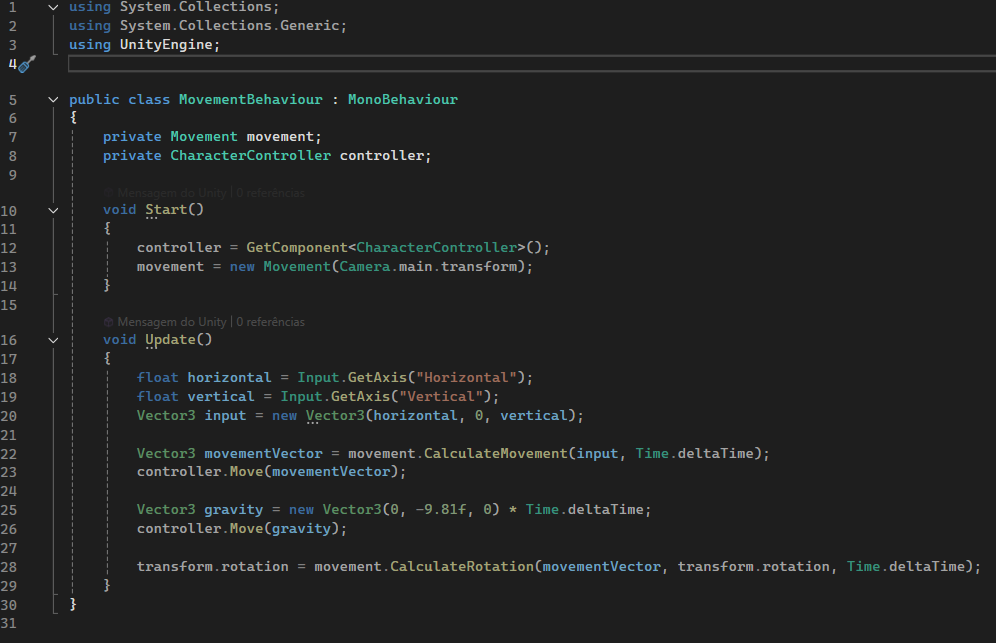 1 using System.Collections;
2 using System.Collections.Generic;
3 using UnityEngine;
4
5 public class MovementBehaviour : MonoBehaviour
6 {
7 private Movement movement;
8 private CharacterController controller;
9
Mensagem do Unity | 0 referências
10 void Start()
11 {
12 controller = GetComponent<CharacterController>();
13 movement = new Movement(Camera.main.transform);
14 }
15
Mensagem do Unity | 0 referências
16 void Update()
17 {
18 float horizontal = Input.GetAxis("Horizontal");
19 float vertical = Input.GetAxis("Vertical");
20 Vector3 input = new Vector3(horizontal, 0, vertical);
21
22 Vector3 movementVector = movement.CalculateMovement(input, Time.deltaTime);
23 controller.Move(movementVector);
24
25 Vector3 gravity = new Vector3(0, -9.81f, 0) * Time.deltaTime;
26 controller.Move(gravity);
27
28 transform.rotation = movement.CalculateRotation(movementVector, transform.rotation, Time.deltaTime);
29 }
30 }
31